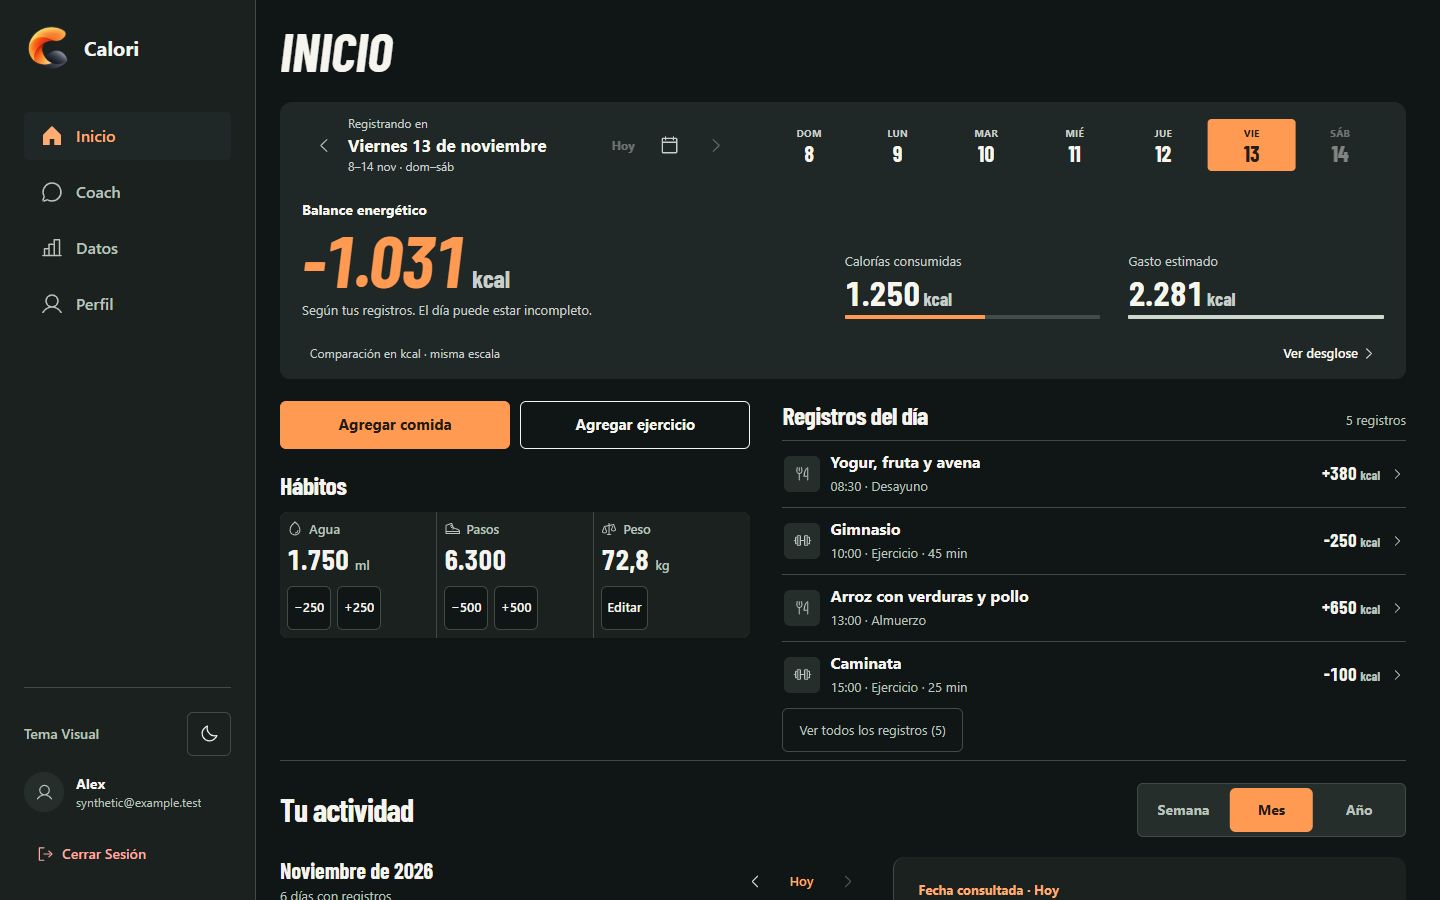 Calori
Inicio
Coach
Datos
Perfil
Tema Visual
Alex
synthetic@example.test
Cerrar Sesión
INICIO
Registrando en
Viernes 13 de noviembre
8–14 nov · dom–sáb
Hoy
DOM
8
LUN
9
MAR
10
MIÉ
11
JUE
12
VIE
13
SÁB
14
Balance energético
-1.031 kcal
Según tus registros. El día puede estar incompleto.
Calorías consumidas
1.250 kcal
Gasto estimado
2.281 kcal
Comparación en kcal · misma escala
Ver desglose
Agregar comida
Agregar ejercicio
Hábitos
Agua
1.750 ml
−250
+250
Pasos
6.300
−500
+500
Peso
72,8 kg
Editar
Registros del día
5 registros
Yogur, fruta y avena
08:30 · Desayuno
+380 kcal
Gimnasio
10:00 · Ejercicio · 45 min
-250 kcal
Arroz con verduras y pollo
13:00 · Almuerzo
+650 kcal
Caminata
15:00 · Ejercicio · 25 min
-100 kcal
Ver todos los registros (5)
Tu actividad
Semana
Mes
Año
Noviembre de 2026
6 días con registros
Hoy
Fecha consultada · Hoy